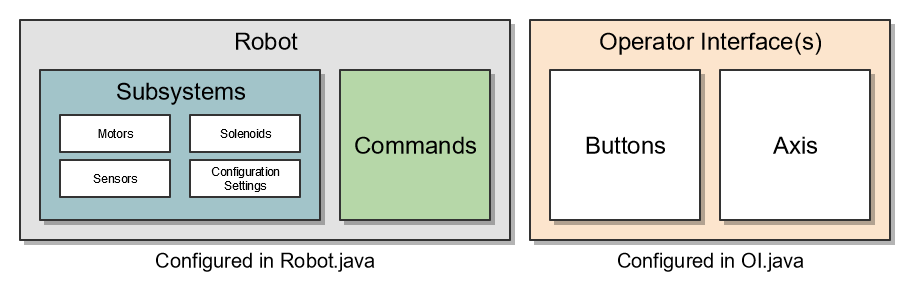 Robot
Subsystems
Motors
Solenoids
Sensors
Configuration
Settings
Commands
Configured in Robot.java
Operator Interface(s)
Buttons
Axis
Configured in OI.java